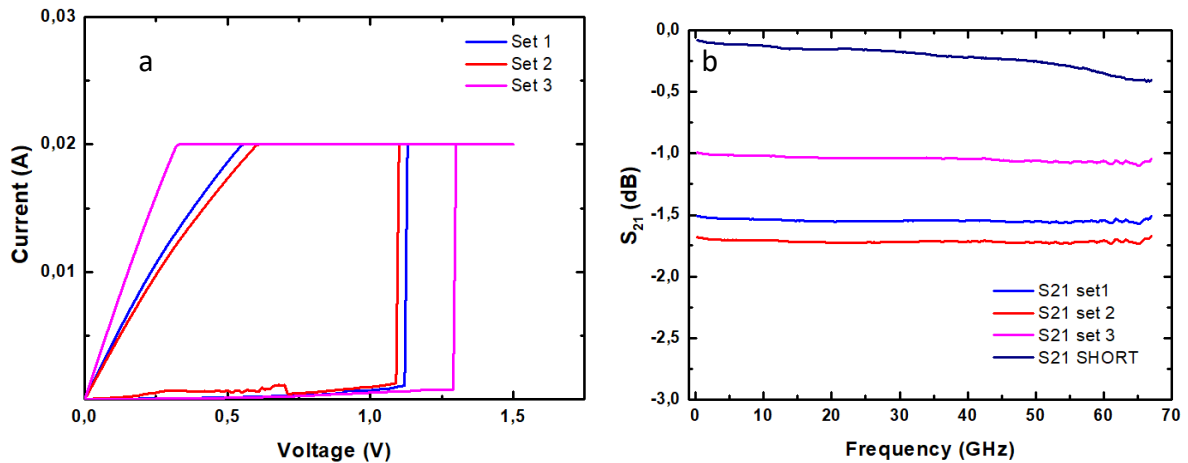 0,03
0,02
0,01
0,00
Current (A)
a
Set 1
Set 2
Set 3
0,0
0,5
1,0
1,5
Voltage (V)
0,0
-0,5
-1,0
-1,5
-2,0
-2,5
-3,0
S21 (dB)
b
S21 set1
S21 set 2
S21 set 3
S21 SHORT
0
10
20
30
40
50
60
70
Frequency (GHz)